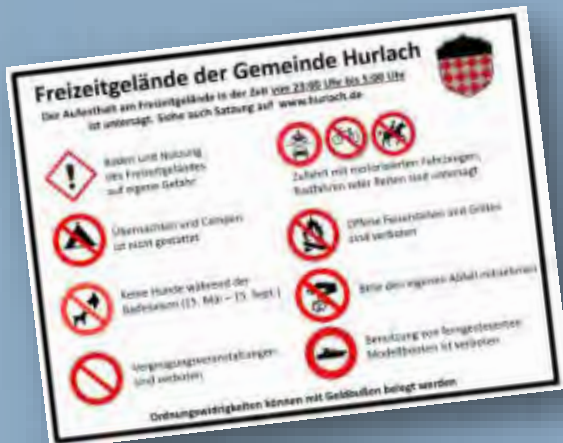 Freizeitgelände der Gemeinde Hurlach
Der Aufenthalt am Freizeitgelände in der Zeit von 23:00 Uhr bis 5:00 Uhr
ist untersagt. Siehe auch Satzung auf www.hurlach.de
Baden und Nutzung
des Freizeitgeländes
auf eigene Gefahr
Zufahrt mit motorisierten Fahrzeugen,
Radfahren oder Reiten sind untersagt
Übernachten und Campen
ist nicht gestattet
Offene Feuerstellen und Grillen
sind verboten
Keine Hunde während der
Badesaison (15. Mai – 15. Sept.)
Bitte den eigenen Abfall mitnehmen
Vergnügungsveranstaltungen
sind verboten
Benutzung von ferngesteuerten
Modellbooten ist verboten
Ordnungswidrigkeiten können mit Geldbußen belegt werden